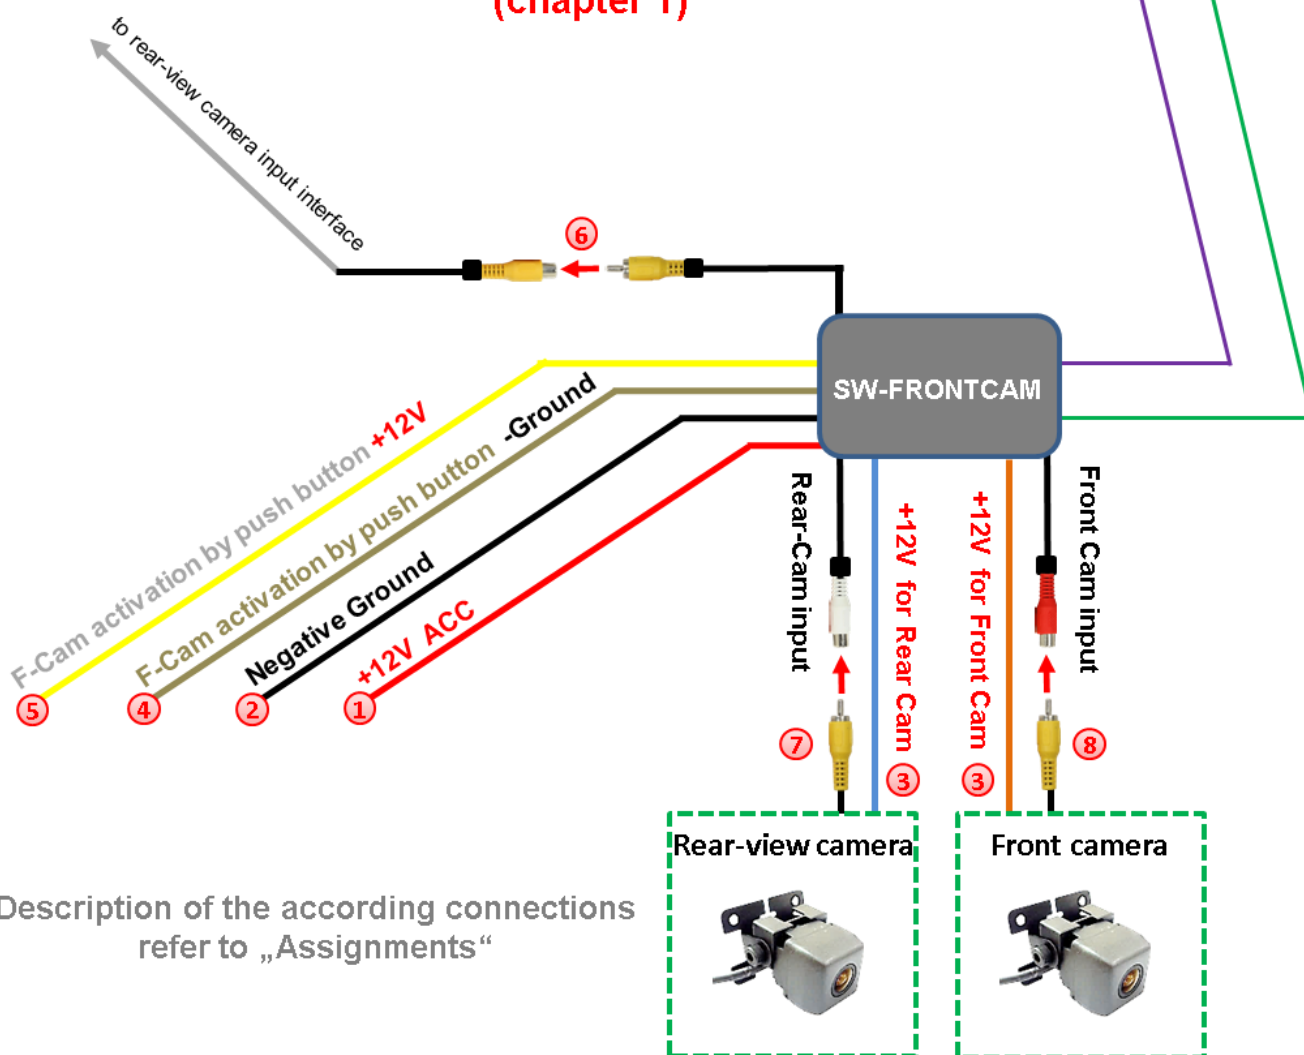 (chapter 1)
to rear-view camera input interface
6
SW-FRONTCAM
F-Cam activation by push button +12V
F-Cam activation by push button -Ground
Negative Ground
+12V ACC
5
4
2
1
Rear-Cam input
+12V for Rear Cam
+12V for Front Cam
Front Cam input
7
3
3
8
Rear-view camera
Front camera
Description of the according connections
refer to „Assignments“